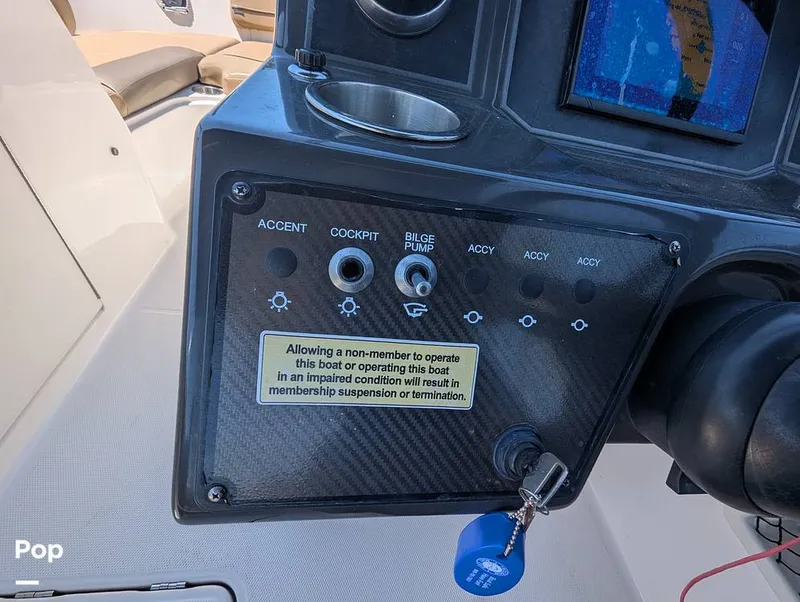 ACCENT
COCKPIT
BILGE
PUMP
ACCY
ACCY
ACCY
Allowing a non-member to operate
this boat or operating this boat
in an impaired condition will result in
membership suspension or termination.
Pop